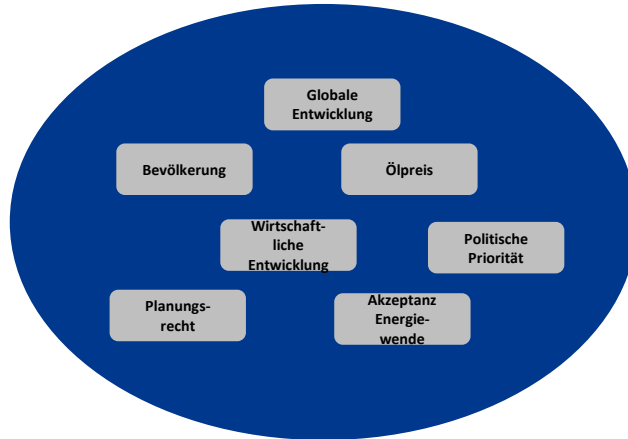 Globale
Entwicklung
Bevölkerung
Ölpreis
Wirtschaft-
liche
Entwicklung
Politische
Priorität
Planungs-
recht
Akzeptanz
Energie-
wende